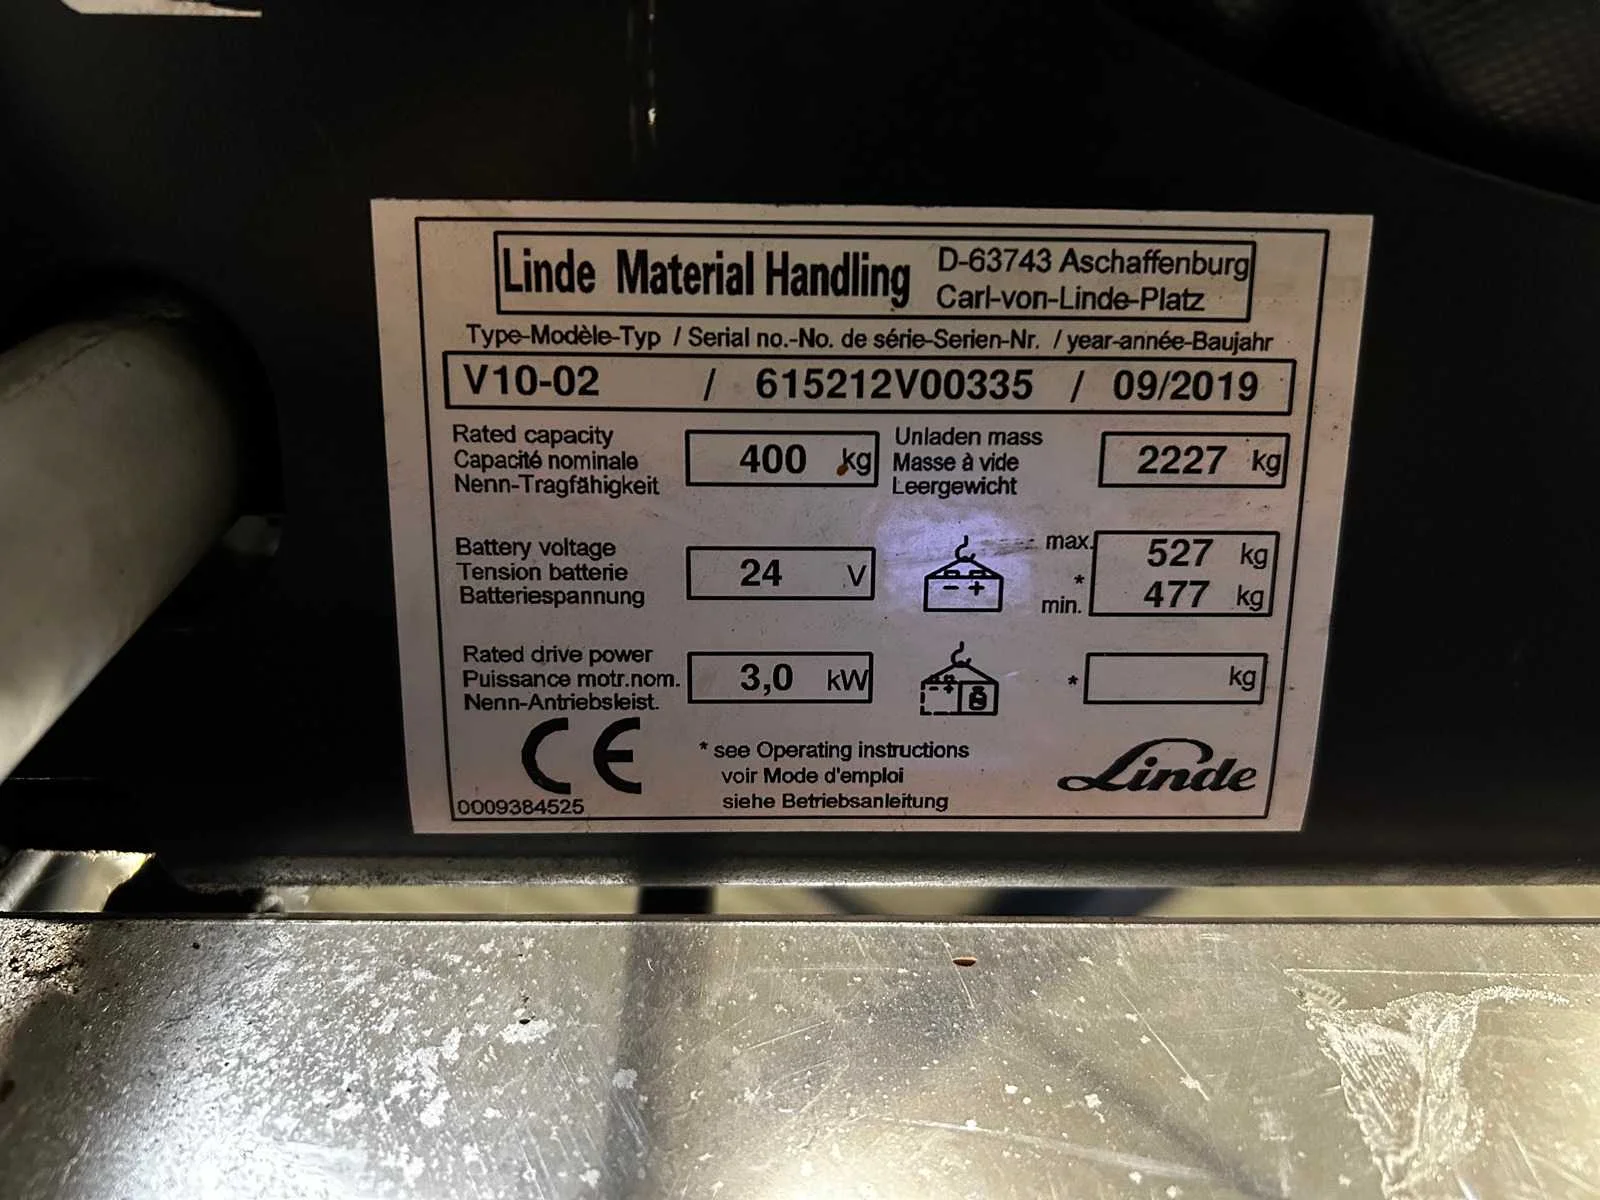 Linde Material Handling D-63743 Aschaffenburg
Carl-von-Linde-Platz
Type-Modèle-Typ / Serial no.-No. de série-Serien-Nr. / year-année-Baujahr
V10-02 / 615212V00335 / 09/2019
Rated capacity
Capacité nominale
Nenn-Tragfähigkeit
400 kg
Unladen mass
Masse à vide
Leergewicht
2227 kg
Battery voltage
Tension batterie
Batteriespannung
24 V
- +
max. 527 kg
*
min. 477 kg
Rated drive power
Puissance motr.nom.
Nenn-Antriebsleist.
3,0 kW
- +
* kg
CE
0009384525
* see Operating instructions
voir Mode d'emploi
siehe Betriebsanleitung
Linde